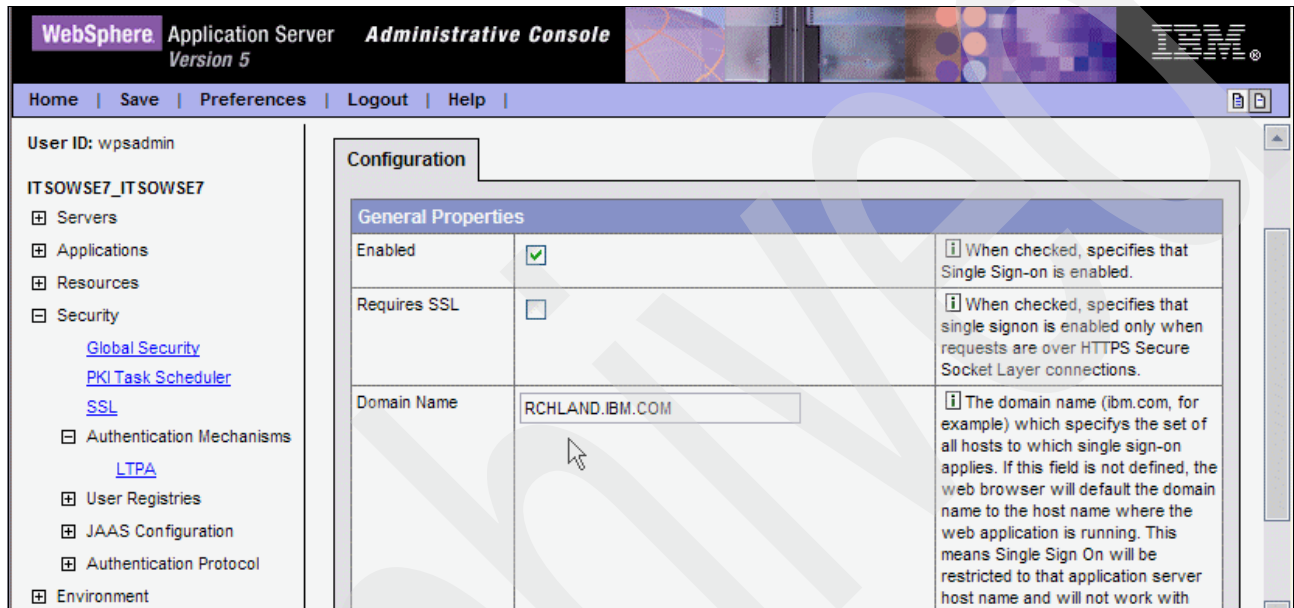 WebSphere. Application Server Administrative Console
Version 5
IBM®
Home | Save | Preferences | Logout | Help |
User ID: wpsadmin
ITSOWSE7_ITSOWSE7
Servers
Applications
Resources
Security
Global Security
PKI Task Scheduler
SSL
Authentication Mechanisms
LTPA
User Registries
JAAS Configuration
Authentication Protocol
Environment
Configuration
General Properties
Enabled
i When checked, specifies that
Single Sign-on is enabled.
Requires SSL
i When checked, specifies that
single signon is enabled only when
requests are over HTTPS Secure
Socket Layer connections.
Domain Name
RCHLAND.IBM.COM
i The domain name (ibm.com, for
example) which specifys the set of
all hosts to which single sign-on
applies. If this field is not defined, the
web browser will default the domain
name to the host name where the
web application is running. This
means Single Sign On will be
restricted to that application server
host name and will not work with